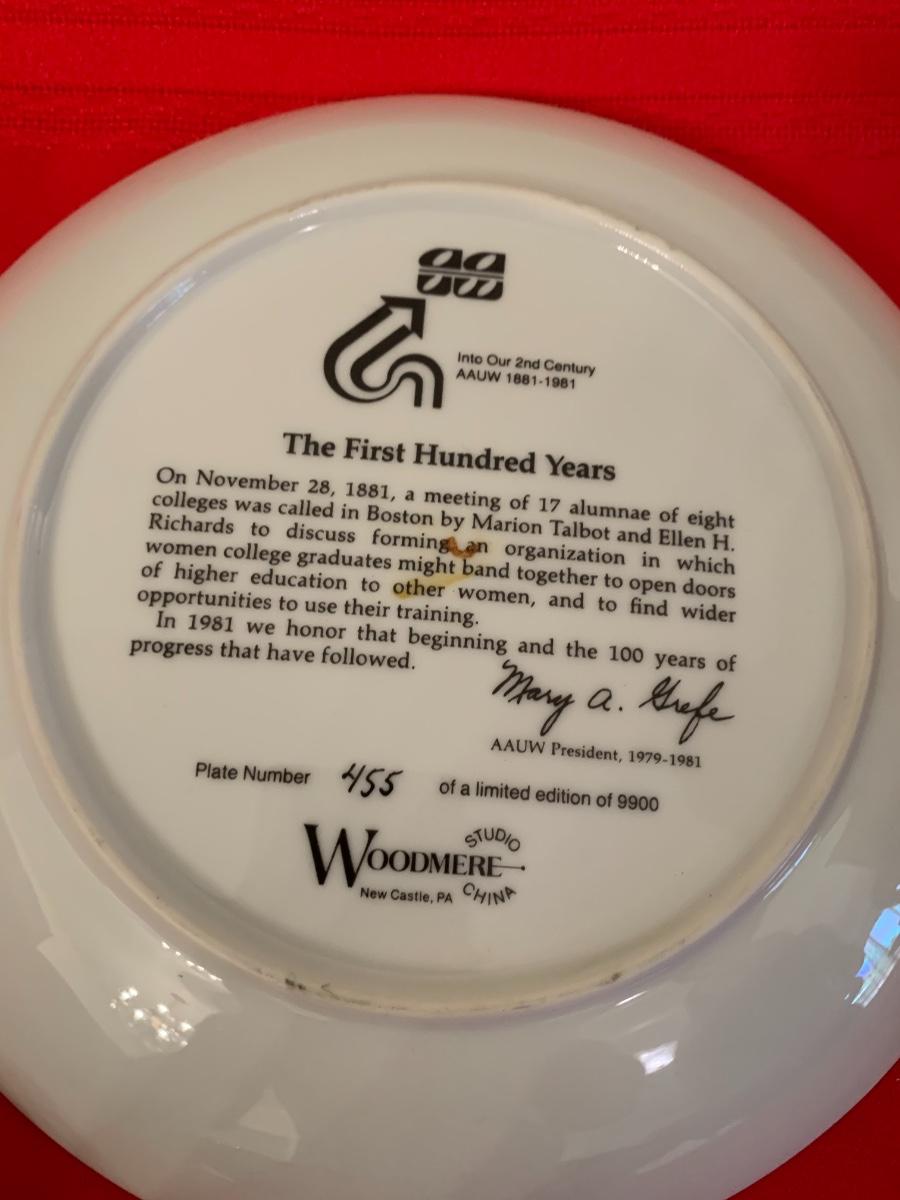 aa
uw
Into Our 2nd Century
AAUW 1881-1981
The First Hundred Years
On November 28, 1881, a meeting of 17 alumnae of eight
colleges was called in Boston by Marion Talbot and Ellen H.
Richards to discuss forming an organization in which
women college graduates might band together to open doors
of higher education to other women, and to find wider
opportunities to use their training.
In 1981 we honor that beginning and the 100 years of
progress that have followed.
Mary A. Grefe
AAUW President, 1979-1981
Plate Number 455 of a limited edition of 9900
WOODMERE STUDIO CHINA
New Castle, PA